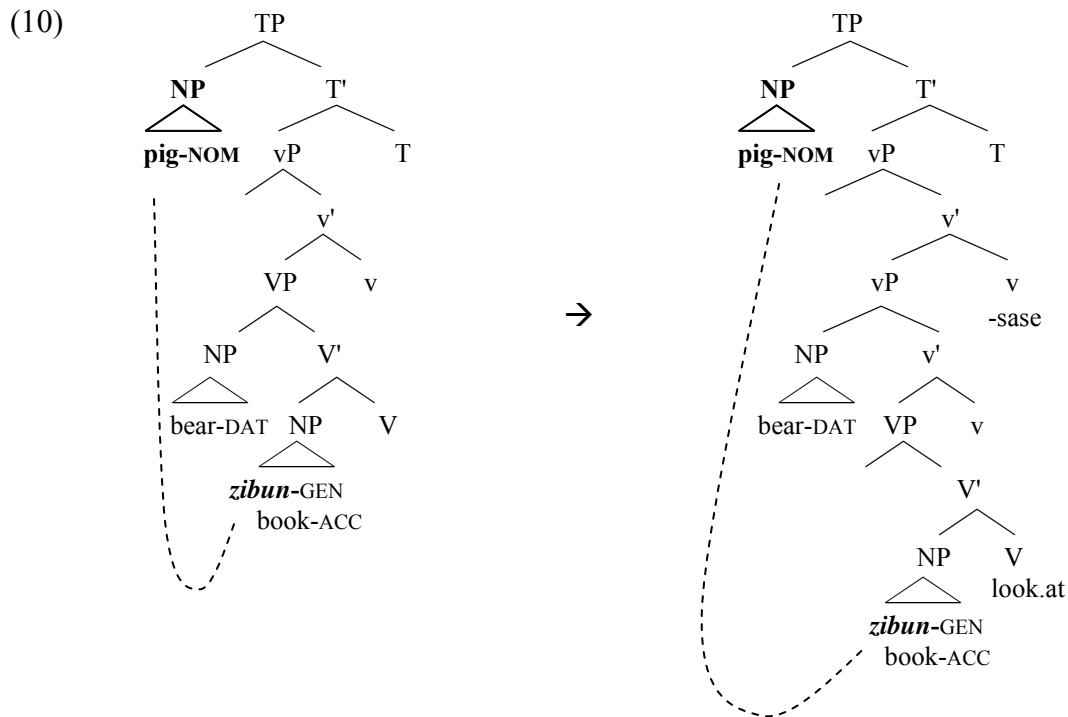 (10)
TP TP
NP T' NP T'
pig-NOM vP T pig-NOM vP T
v' v'
VP v vP v
→ -sase
NP V' NP v'
bear-DAT NP V bear-DAT VP v
zibun-GEN V'
book-ACC
NP V
look.at
zibun-GEN
book-ACC